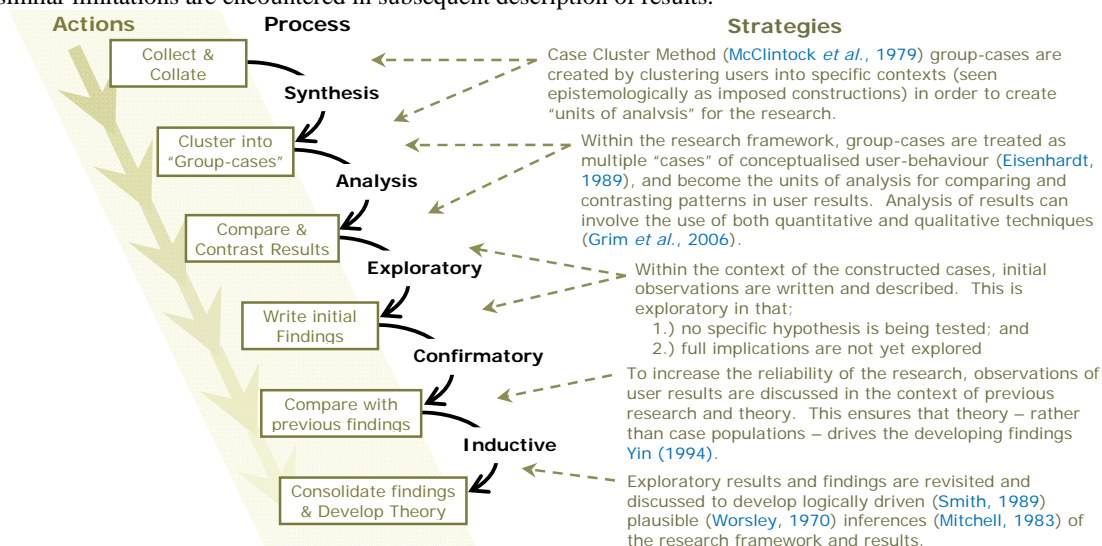 similar limitations are encountered in subsequent description of results.
Actions
Process
Strategies
Collect &
Collate
Synthesis
Case Cluster Method (McClintock et al., 1979) group-cases are
created by clustering users into specific contexts (seen
epistemologically as imposed constructions) in order to create
“units of analysis” for the research.
Cluster into
“Group-cases”
Analysis
Within the research framework, group-cases are treated as
multiple “cases” of conceptualised user-behaviour (Eisenhardt,
1989), and become the units of analysis for comparing and
contrasting patterns in user results. Analysis of results can
involve the use of both quantitative and qualitative techniques
(Grim et al., 2006).
Compare &
Contrast Results
Exploratory
Within the context of the constructed cases, initial
observations are written and described. This is
exploratory in that;
1.) no specific hypothesis is being tested; and
2.) full implications are not yet explored
Write initial
Findings
Confirmatory
To increase the reliability of the research, observations of
user results are discussed in the context of previous
research and theory. This ensures that theory – rather
than case populations – drives the developing findings
Yin (1994).
Compare with
previous findings
Inductive
Exploratory results and findings are revisited and
discussed to develop logically driven (Smith, 1989)
plausible (Worsley, 1970) inferences (Mitchell, 1983) of
the research framework and results.
Consolidate findings
& Develop Theory